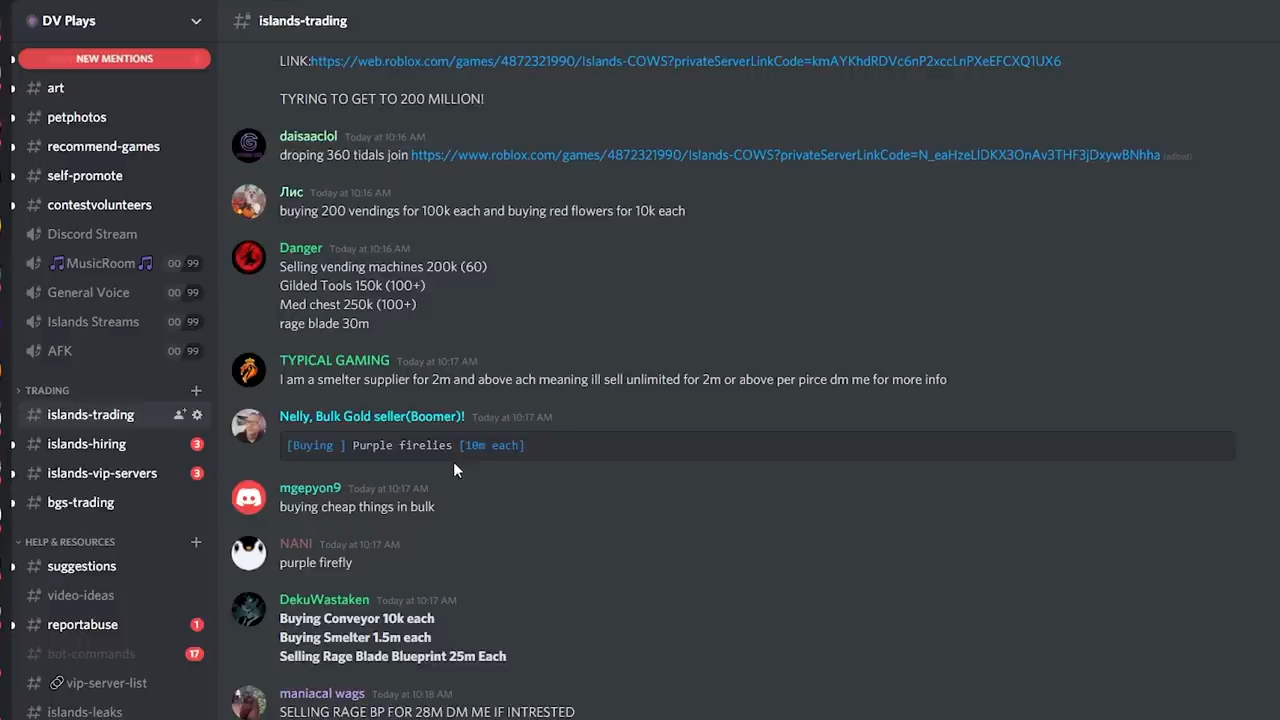 DV Plays
NEW MENTIONS
art
petphotos
recommend-games
self-promote
contestvolunteers
Discord Stream
🎵MusicRoom🎵 00 99
General Voice 00 99
Islands Streams 00 99
AFK 00 99
TRADING
islands-trading
islands-hiring 3
islands-vip-servers 3
bgs-trading
HELP & RESOURCES
suggestions
video-ideas
reportabuse 1
bot-commands 17
vip-server-list
islands-leaks
islands-trading
LINK:https://web.roblox.com/games/4872321990/Islands-COWS?privateServerLinkCode=kmAYKhdRDVc6nP2xccLnPXeEFCXQ1UX6
TYRING TO GET TO 200 MILLION!
daisaaclol Today at 10:16 AM
droping 360 tidals join https://www.roblox.com/games/4872321990/Islands-COWS?privateServerLinkCode=N_eaHzeLIDKX3OnAv3THF3jDxywBNhha (edited)
Лис Today at 10:16 AM
buying 200 vendings for 100k each and buying red flowers for 10k each
Danger Today at 10:16 AM
Selling vending machines 200k (60)
Gilded Tools 150k (100+)
Med chest 250k (100+)
rage blade 30m
TYPICAL GAMING Today at 10:17 AM
I am a smelter supplier for 2m and above ach meaning ill sell unlimited for 2m or above per pirce dm me for more info
Nelly, Bulk Gold seller(Boomer)! Today at 10:17 AM
[Buying ] Purple firelies [10m each]
mgepyon9 Today at 10:17 AM
buying cheap things in bulk
NANI Today at 10:17 AM
purple firefly
DekuWastaken Today at 10:17 AM
Buying Conveyor 10k each
Buying Smelter 1.5m each
Selling Rage Blade Blueprint 25m Each
maniacal wags Today at 10:18 AM
SELLING RAGE BP FOR 28M DM ME IF INTRESTED